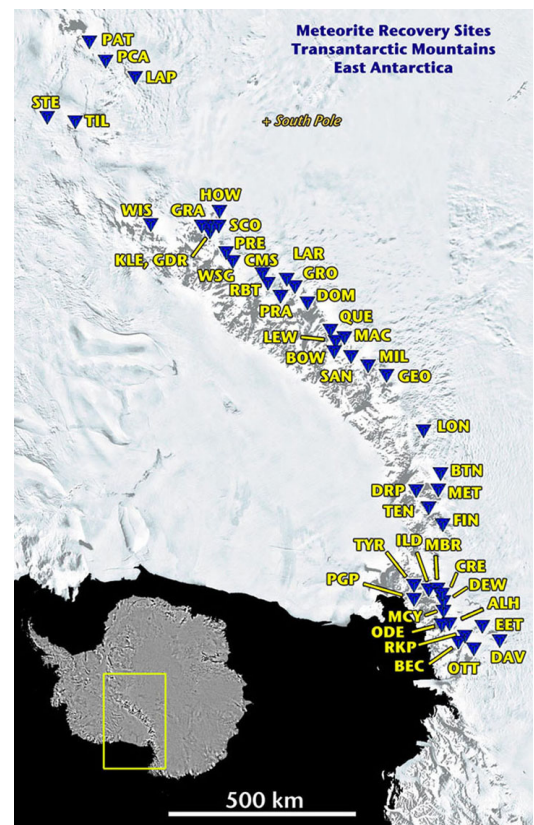 Meteorite Recovery Sites
Transantarctic Mountains
East Antarctica
PAT
PCA
LAP
STE
TIL
+ South Pole
HOW
WIS
GRA
SCO
KLE, GDR
PRE
CMS
LAR
WSG
GRO
RBT
DOM
PRA
QUE
LEW
MAC
BOW
MIL
SAN
GEO
LON
BTN
DRP
MET
TEN
FIN
ILD
MBR
TYR
CRE
PGP
DEW
MCY
ALH
ODE
EET
RKP
DAV
BEC
OTT
500 km